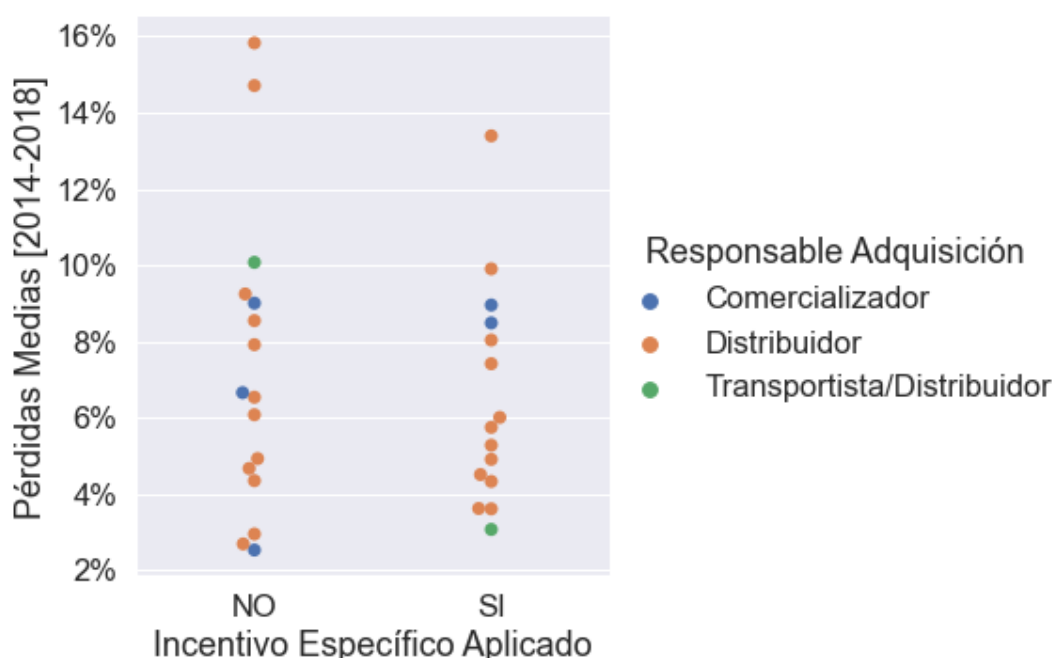 16%
14%
12%
10%
8%
6%
4%
2%
Pérdidas Medias [2014-2018]
NO
SI
Incentivo Específico Aplicado
Responsable Adquisición
Comercializador
Distribuidor
Transportista/Distribuidor